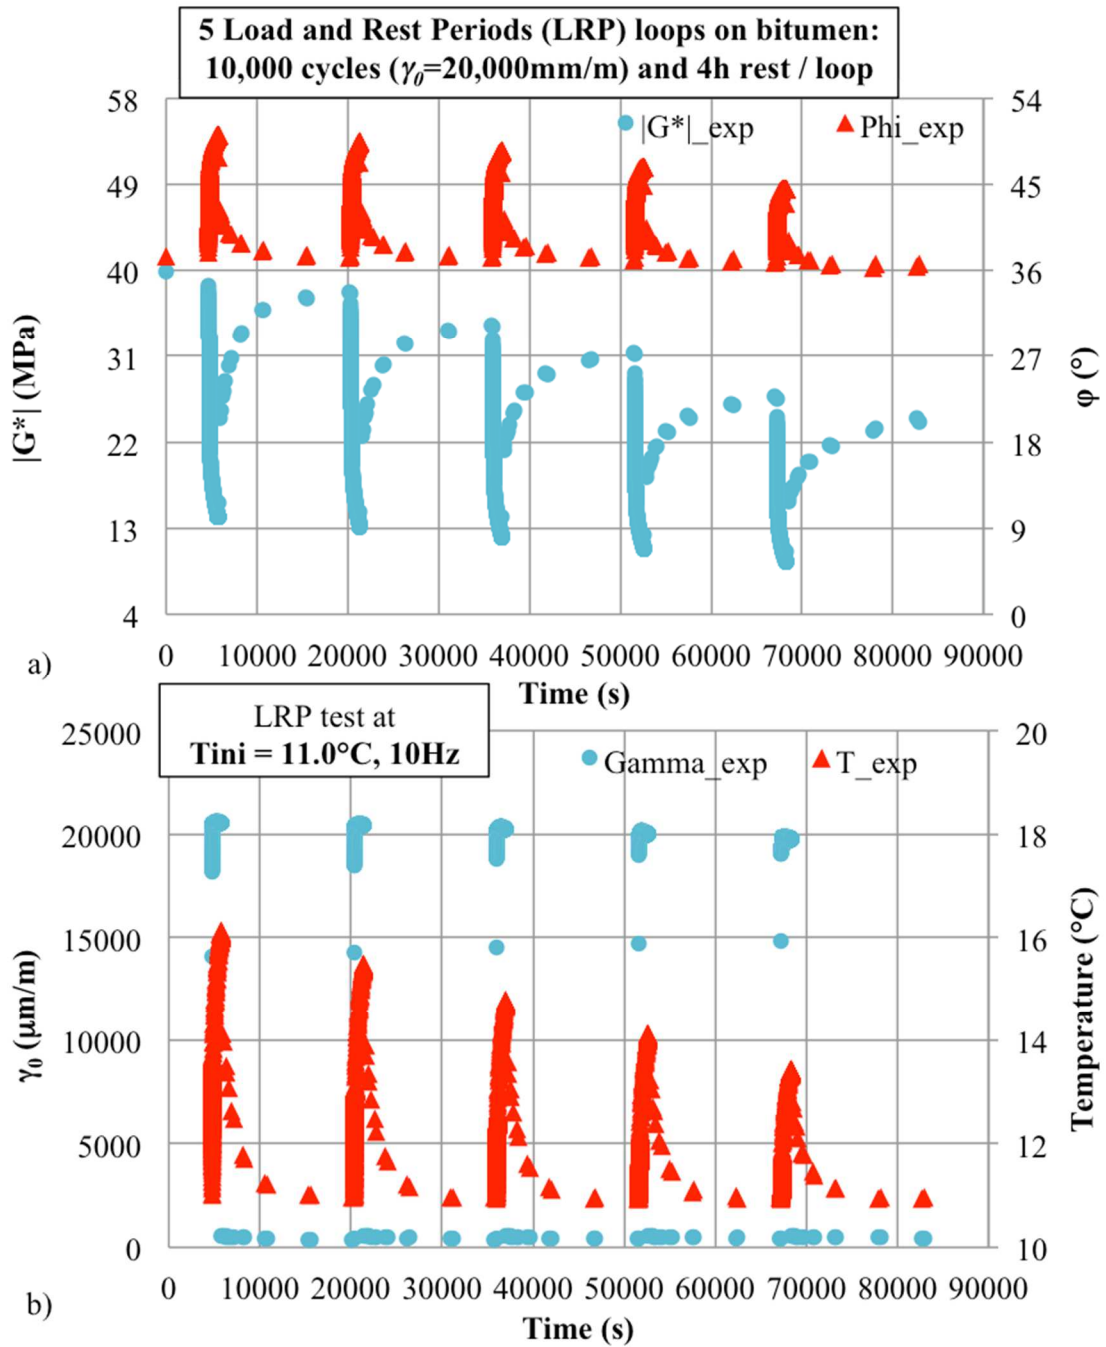 5 Load and Rest Periods (LRP) loops on bitumen:
10,000 cycles (γ0=20,000mm/m) and 4h rest / loop
58
49
40
31
22
13
4
|G*| (MPa)
|G*|_exp
Phi_exp
54
45
36
27
18
9
0
φ (°)
0 10000 20000 30000 40000 50000 60000 70000 80000 90000
Time (s)
a)
LRP test at
Tini = 11.0°C, 10Hz
25000
20000
15000
10000
5000
0
γ0 (μm/m)
Gamma_exp
T_exp
20
18
16
14
12
10
Temperature (°C)
0 10000 20000 30000 40000 50000 60000 70000 80000 90000
Time (s)
b)